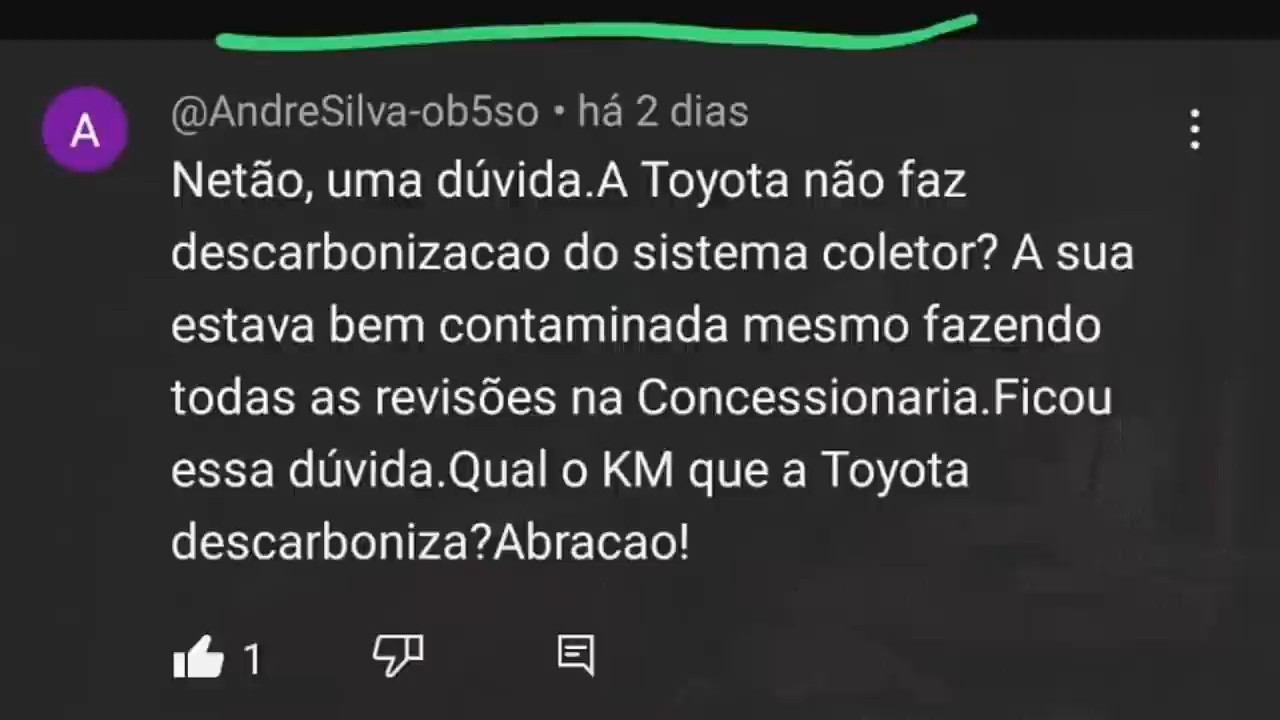 A
@AndreSilva-ob5so • há 2 dias
Netão, uma dúvida.A Toyota não faz
descarbonizacao do sistema coletor? A sua
estava bem contaminada mesmo fazendo
todas as revisões na Concessionaria.Ficou
essa dúvida.Qual o KM que a Toyota
descarboniza?Abracao!
1